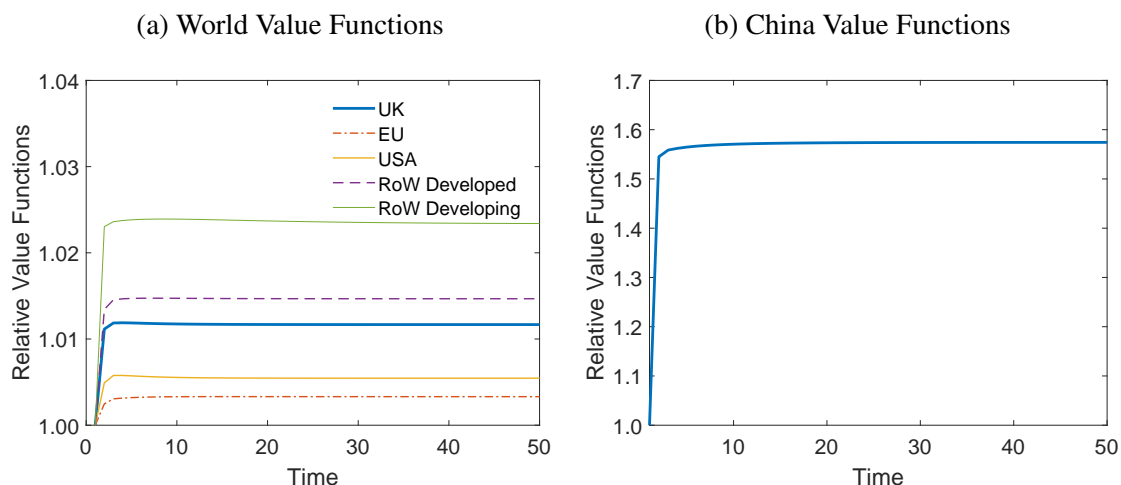 (a) World Value Functions
Relative Value Functions
1.04
1.03
1.02
1.01
1.00
0
10
20
30
40
50
Time
UK
EU
USA
RoW Developed
RoW Developing
(b) China Value Functions
Relative Value Functions
1.7
1.6
1.5
1.4
1.3
1.2
1.1
1.0
10
20
30
40
50
Time